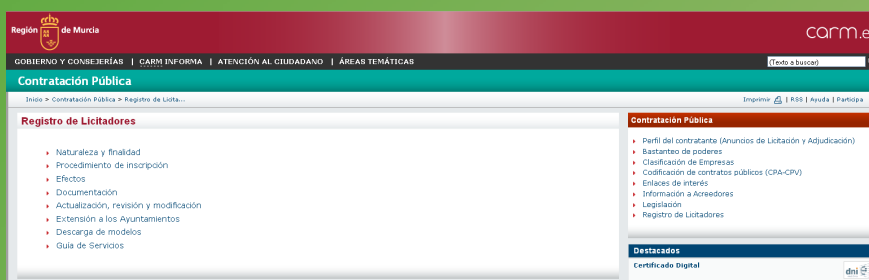 Región de Murcia
carm.e
GOBIERNO Y CONSEJERÍAS | CARM INFORMA | ATENCIÓN AL CIUDADANO | ÁREAS TEMÁTICAS
(Texto a buscar)
Contratación Pública
Inicio > Contratación Pública > Registro de Licita...
Imprimir | RSS | Ayuda | Participa
Registro de Licitadores
Naturaleza y finalidad
Procedimiento de inscripción
Efectos
Documentación
Actualización, revisión y modificación
Extensión a los Ayuntamientos
Descarga de modelos
Guía de Servicios
Contratación Pública
Perfil del contratante (Anuncios de Licitación y Adjudicación)
Bastanteo de poderes
Clasificación de Empresas
Codificación de contratos públicos (CPA-CPV)
Enlaces de interés
Información a Acreedores
Legislación
Registro de Licitadores
Destacados
Certificado Digital
dni e